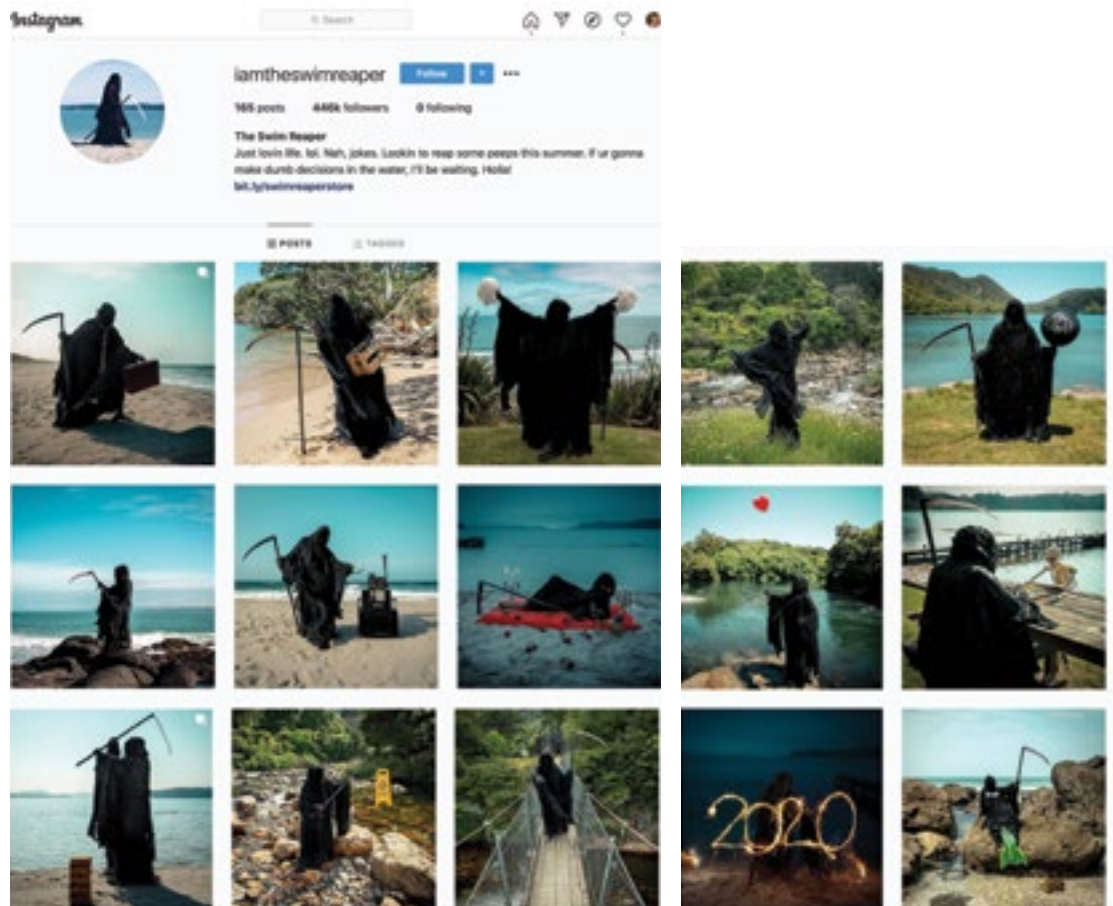 Instagram
Search
iamtheswimreaper Follow
165 posts 446k followers 0 following
The Swim Reaper
Just lovin life. lol. Nah, jokes. Lookin to reap some peeps this summer. If ur gonna
make dumb decisions in the water, I'll be waiting. Holla!
bit.ly/swimreaperstore
POSTS TAGGED
2020